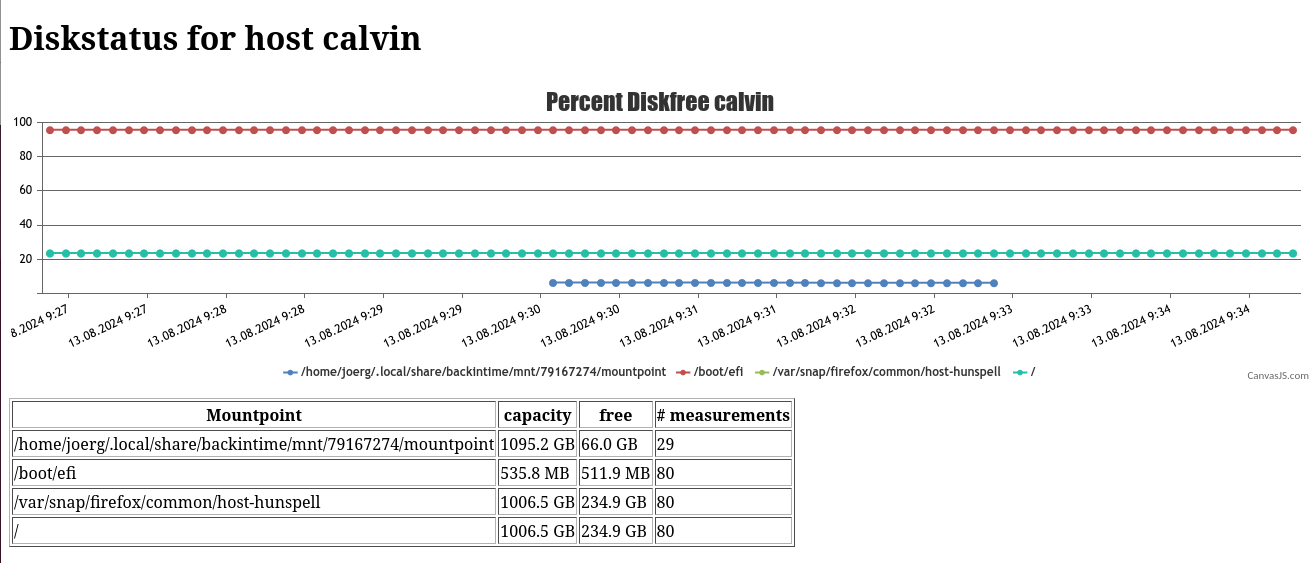 Diskstatus for host calvin
Percent Diskfree calvin
100
80
60
40
20
8.2024 9:27 13.08.2024 9:27 13.08.2024 9:28 13.08.2024 9:28 13.08.2024 9:29 13.08.2024 9:29 13.08.2024 9:30 13.08.2024 9:30 13.08.2024 9:31 13.08.2024 9:31 13.08.2024 9:32 13.08.2024 9:32 13.08.2024 9:33 13.08.2024 9:33 13.08.2024 9:34 13.08.2024 9:34
/home/joerg/.local/share/backintime/mnt/79167274/mountpoint /boot/efi /var/snap/firefox/common/host-hunspell /
CanvasJS.com
Mountpoint capacity free # measurements
/home/joerg/.local/share/backintime/mnt/79167274/mountpoint 1095.2 GB 66.0 GB 29
/boot/efi 535.8 MB 511.9 MB 80
/var/snap/firefox/common/host-hunspell 1006.5 GB 234.9 GB 80
/ 1006.5 GB 234.9 GB 80